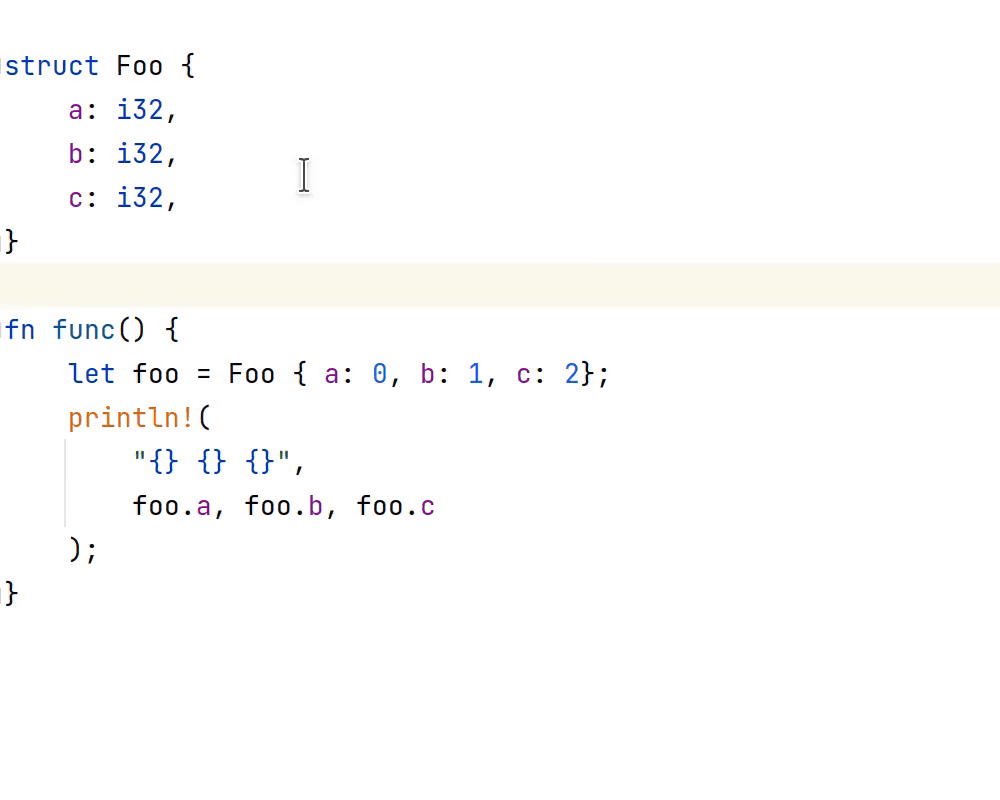 struct Foo {
    a: i32,
    b: i32,
    c: i32,
}
fn func() {
    let foo = Foo { a: 0, b: 1, c: 2};
    println!(
        "{} {} {}",
        foo.a, foo.b, foo.c
    );
}